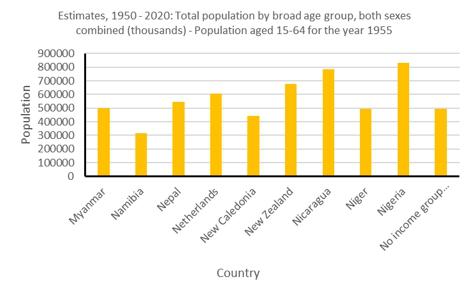 Estimates, 1950 - 2020: Total population by broad age group, both sexes
combined (thousands) - Population aged 15-64 for the year 1955
900000
800000
700000
600000
500000
400000
300000
200000
100000
0
Population
Myanmar
Namibia
Nepal
Netherlands
New Caledonia
New Zealand
Nicaragua
Niger
Nigeria
No income group...
Country